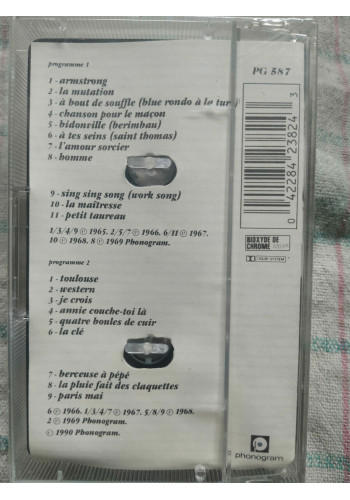 programme 1
1 - armstrong
2 - la mutation
3 - à bout de souffle (blue rondo à la turk)
4 - chanson pour le maçon
5 - bidonville (berimbau)
6 - à tes seins (saint thomas)
7 - l'amour sorcier
8 - bomme
9 - sing sing song (work song)
10 - la maîtresse
11 - petit taureau
1/3/4/9 ℗ 1965. 2/5/7 ℗ 1966. 6/11 ℗ 1967.
10 ℗ 1968. 8 ℗ 1969 Phonogram.
programme 2
1 - toulouse
2 - western
3 - je crois
4 - annie couche-toi là
5 - quatre boules de cuir
6 - la clé
7 - berceuse à pépé
8 - la pluie fait des claquettes
9 - paris mai
6 ℗ 1966. 1/3/4/7 ℗ 1967. 5/8/9 ℗ 1968.
2 ℗ 1969 Phonogram.
℗ 1990 Phonogram.
PG 587
0 42284 23824 3
BIOXYDE DE
CHROME
DOLBY SYSTEM
phonogram